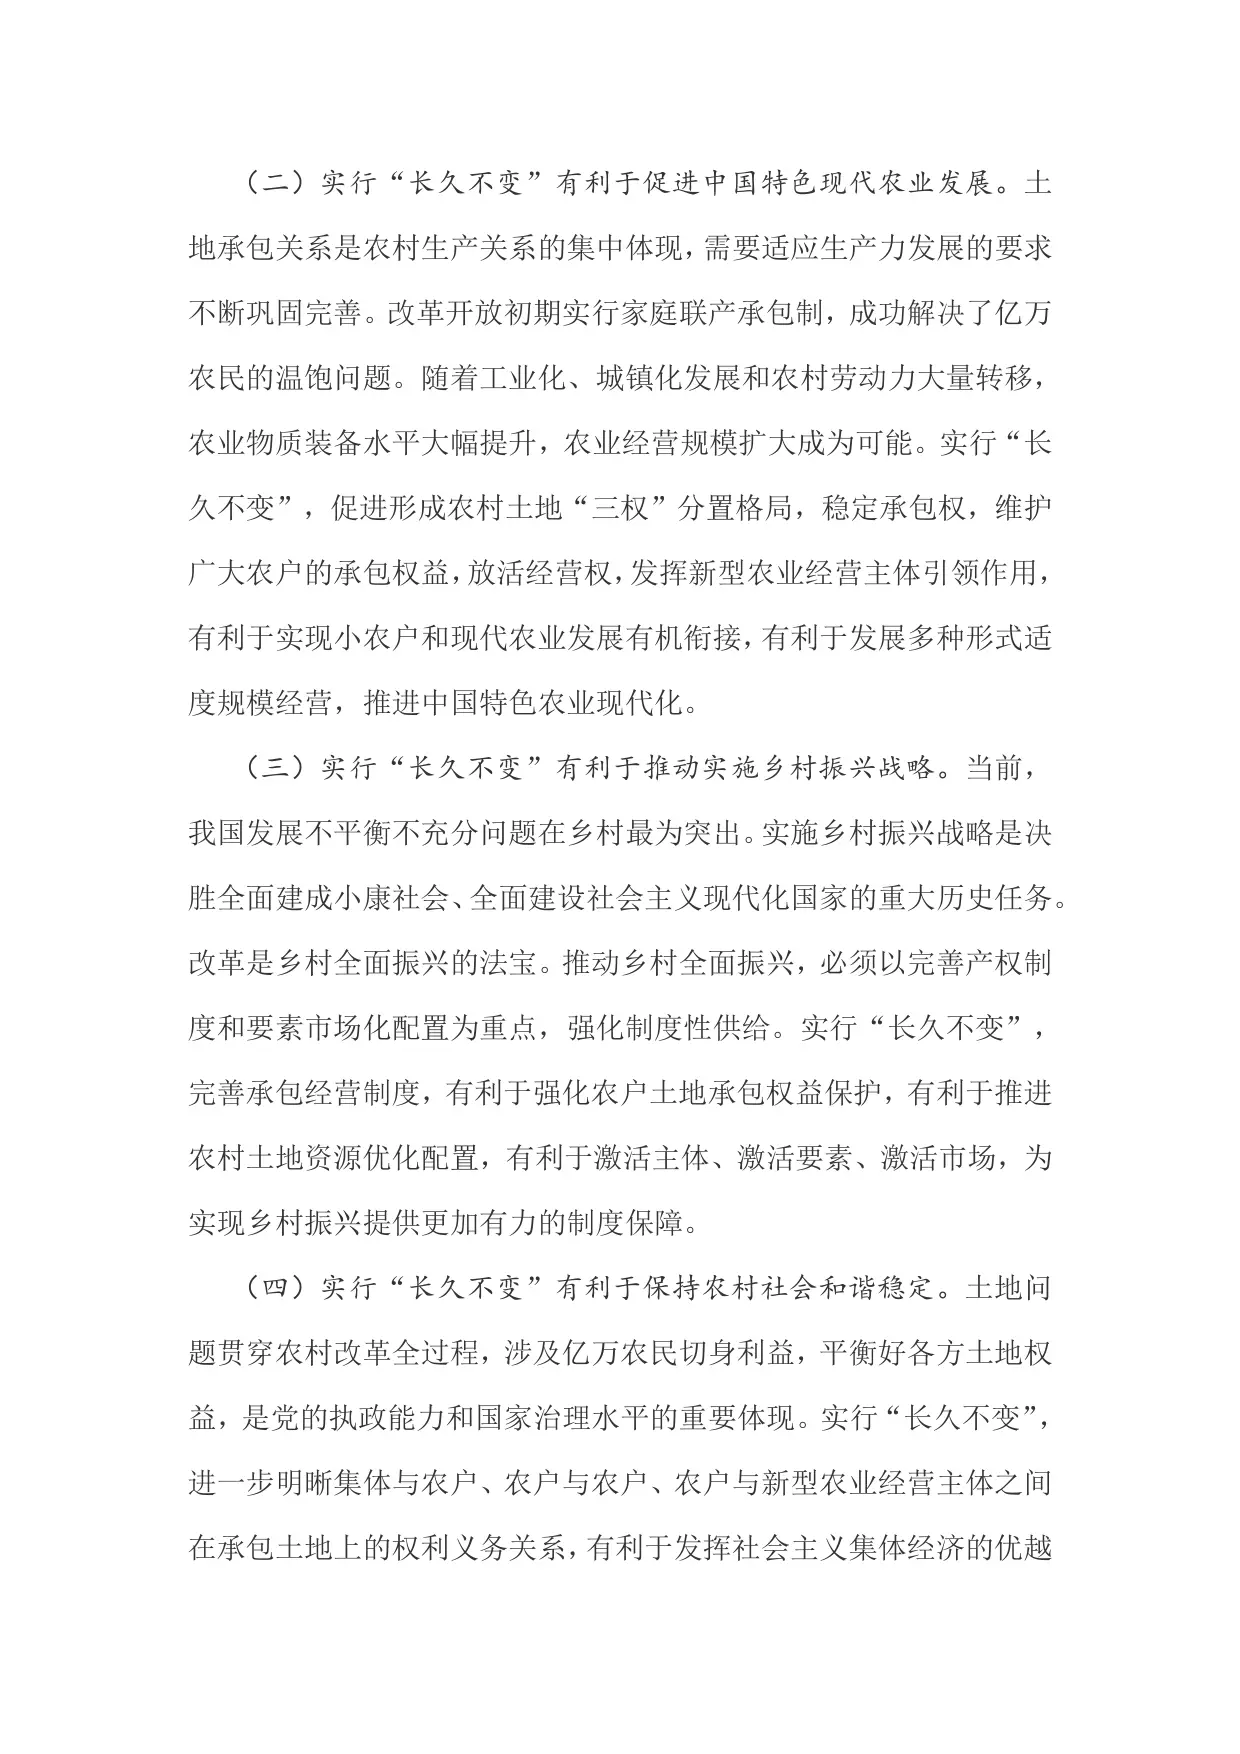 （二）实行“长久不变”有利于促进中国特色现代农业发展。土
地承包关系是农村生产关系的集中体现，需要适应生产力发展的要求
不断巩固完善。改革开放初期实行家庭联产承包制，成功解决了亿万
农民的温饱问题。随着工业化、城镇化发展和农村劳动力大量转移，
农业物质装备水平大幅提升，农业经营规模扩大成为可能。实行“长
久不变”，促进形成农村土地“三权”分置格局，稳定承包权，维护
广大农户的承包权益，放活经营权，发挥新型农业经营主体引领作用，
有利于实现小农户和现代农业发展有机衔接，有利于发展多种形式适
度规模经营，推进中国特色农业现代化。
（三）实行“长久不变”有利于推动实施乡村振兴战略。当前，
我国发展不平衡不充分问题在乡村最为突出。实施乡村振兴战略是决
胜全面建成小康社会、全面建设社会主义现代化国家的重大历史任务。
改革是乡村全面振兴的法宝。推动乡村全面振兴，必须以完善产权制
度和要素市场化配置为重点，强化制度性供给。实行“长久不变”，
完善承包经营制度，有利于强化农户土地承包权益保护，有利于推进
农村土地资源优化配置，有利于激活主体、激活要素、激活市场，为
实现乡村振兴提供更加有力的制度保障。
（四）实行“长久不变”有利于保持农村社会和谐稳定。土地问
题贯穿农村改革全过程，涉及亿万农民切身利益，平衡好各方土地权
益，是党的执政能力和国家治理水平的重要体现。实行“长久不变”，
进一步明晰集体与农户、农户与农户、农户与新型农业经营主体之间
在承包土地上的权利义务关系，有利于发挥社会主义集体经济的优越